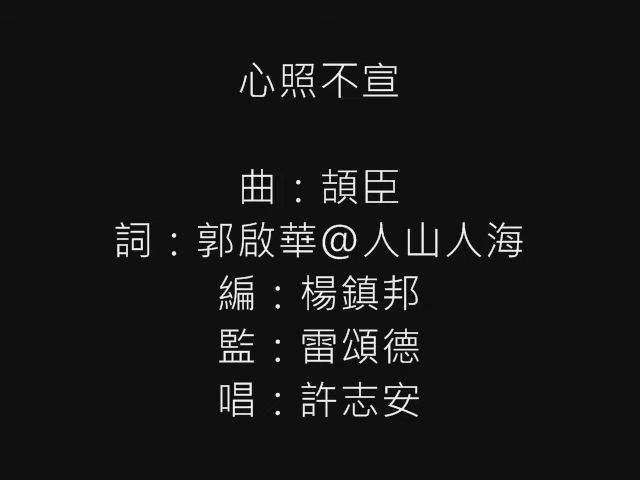 心照不宣
曲：頡臣
詞：郭啟華@人山人海
編：楊鎮邦
監：雷頌德
唱：許志安